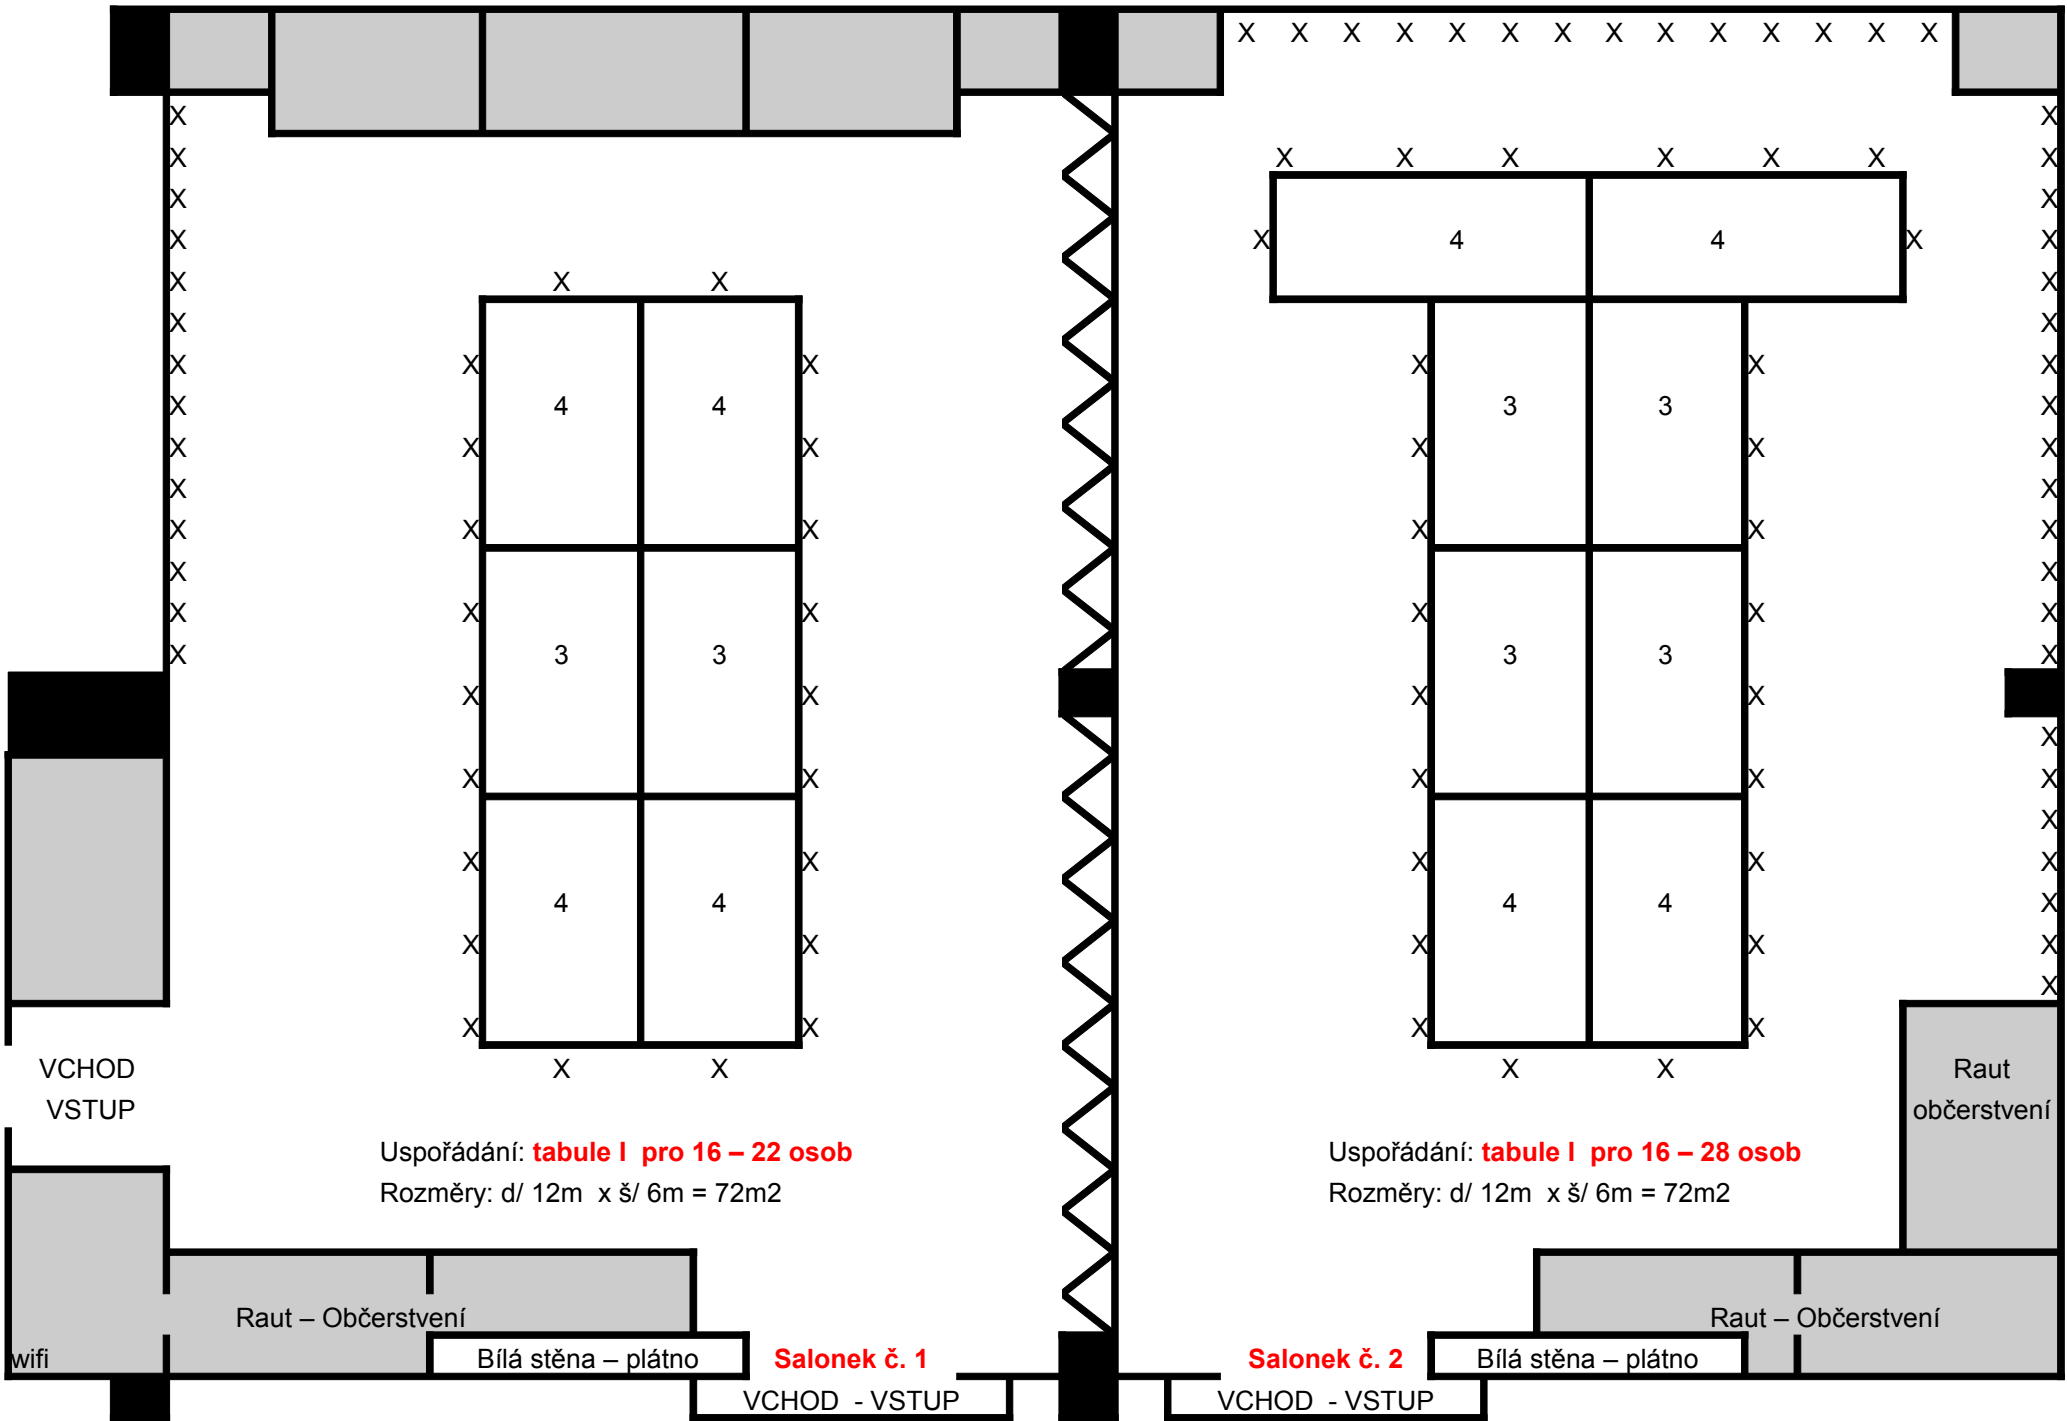 X X X X X X X X X X X X X X
X X
X X X X X X X X
X X
X X 4 4 X X
X X X X
X X
X X X X X X
X 4 4 3 3 X
X X X X X X
X X
X X X X X X
X X
X X X X X X
X 3 3 3 3 X
X X X X
X
X X X X X
X
X X X X X
4 4 4 4 X
X X X X X
X
X X X X
VCHOD X X X X Raut
VSTUP občerstvení
Uspořádání: tabule I pro 16 – 22 osob Uspořádání: tabule I pro 16 – 28 osob
Rozměry: d/ 12m x š/ 6m = 72m2 Rozměry: d/ 12m x š/ 6m = 72m2
Raut – Občerstvení Raut – Občerstvení
wifi Bílá stěna – plátno Salonek č. 1 Salonek č. 2 Bílá stěna – plátno
VCHOD - VSTUP VCHOD - VSTUP